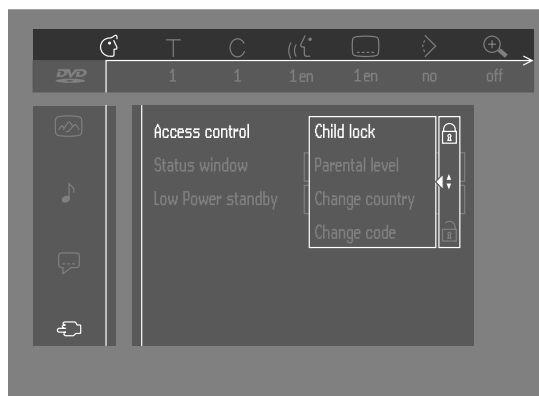 T C
DVD 1 1 1 en 1 en no off
Access control Child lock
Status window Parental level
Low Power standby Change country
Change code